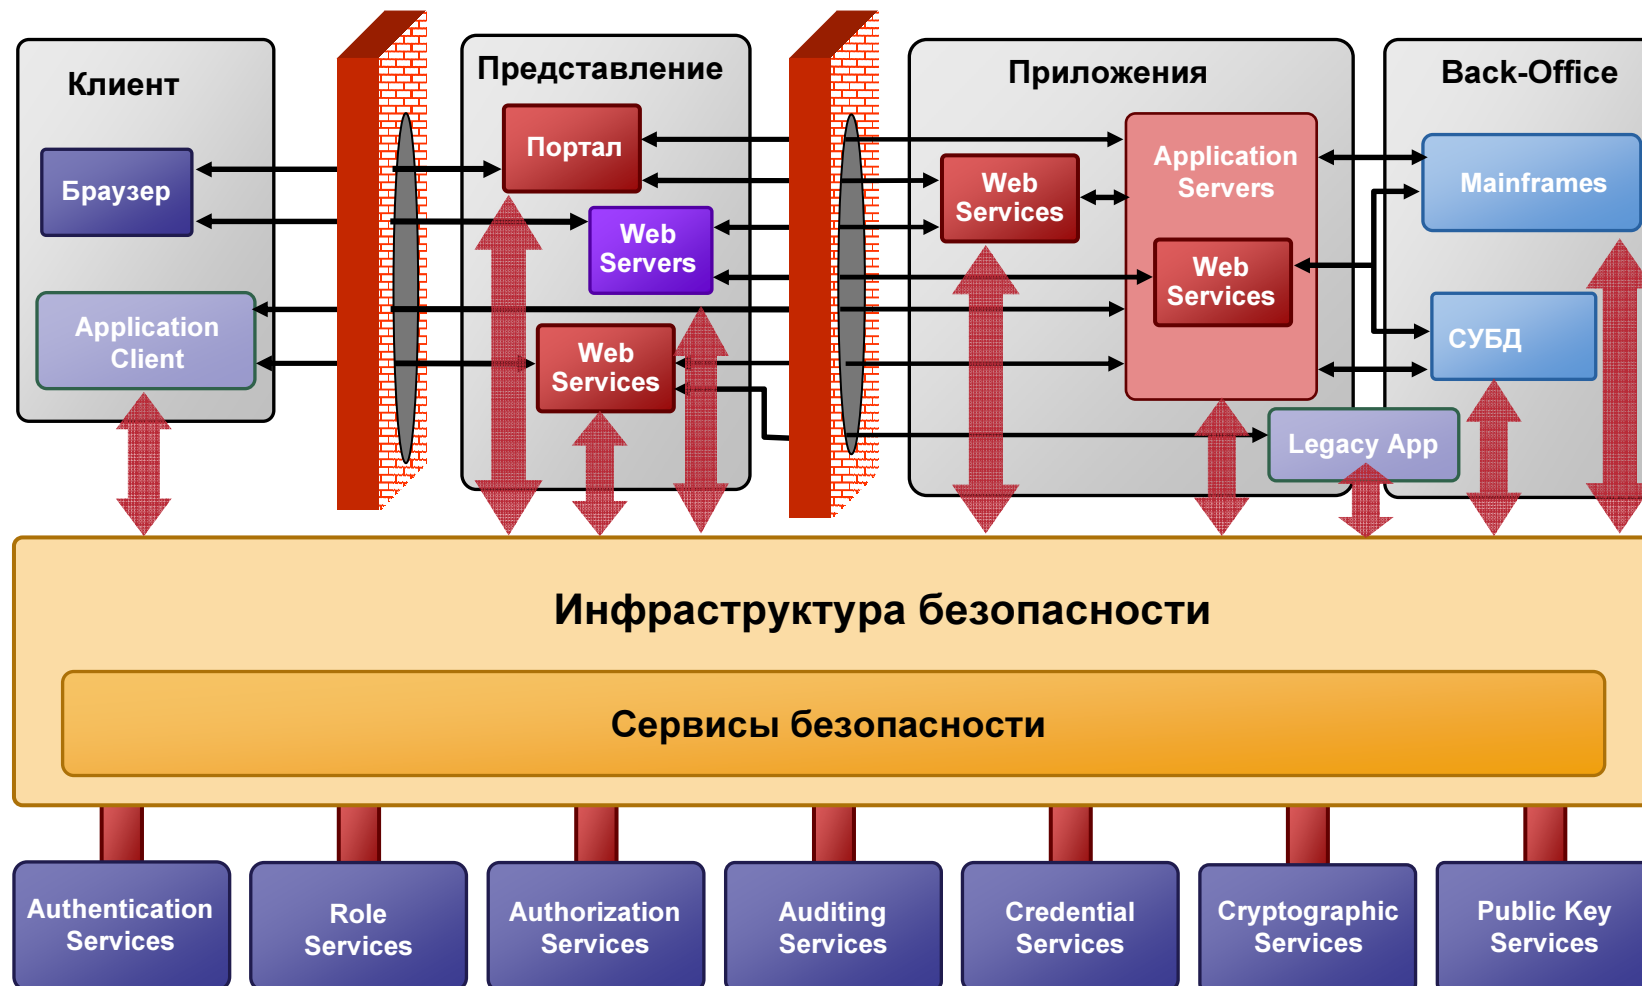 Клиент
Представление
Приложения
Back-Office
Браузер
Application
Client
Портал
Web
Servers
Web
Services
Web
Services
Application
Servers
Web
Services
Mainframes
СУБД
Legacy App
Инфраструктура безопасности
Сервисы безопасности
Authentication
Services
Role
Services
Authorization
Services
Auditing
Services
Credential
Services
Cryptographic
Services
Public Key
Services